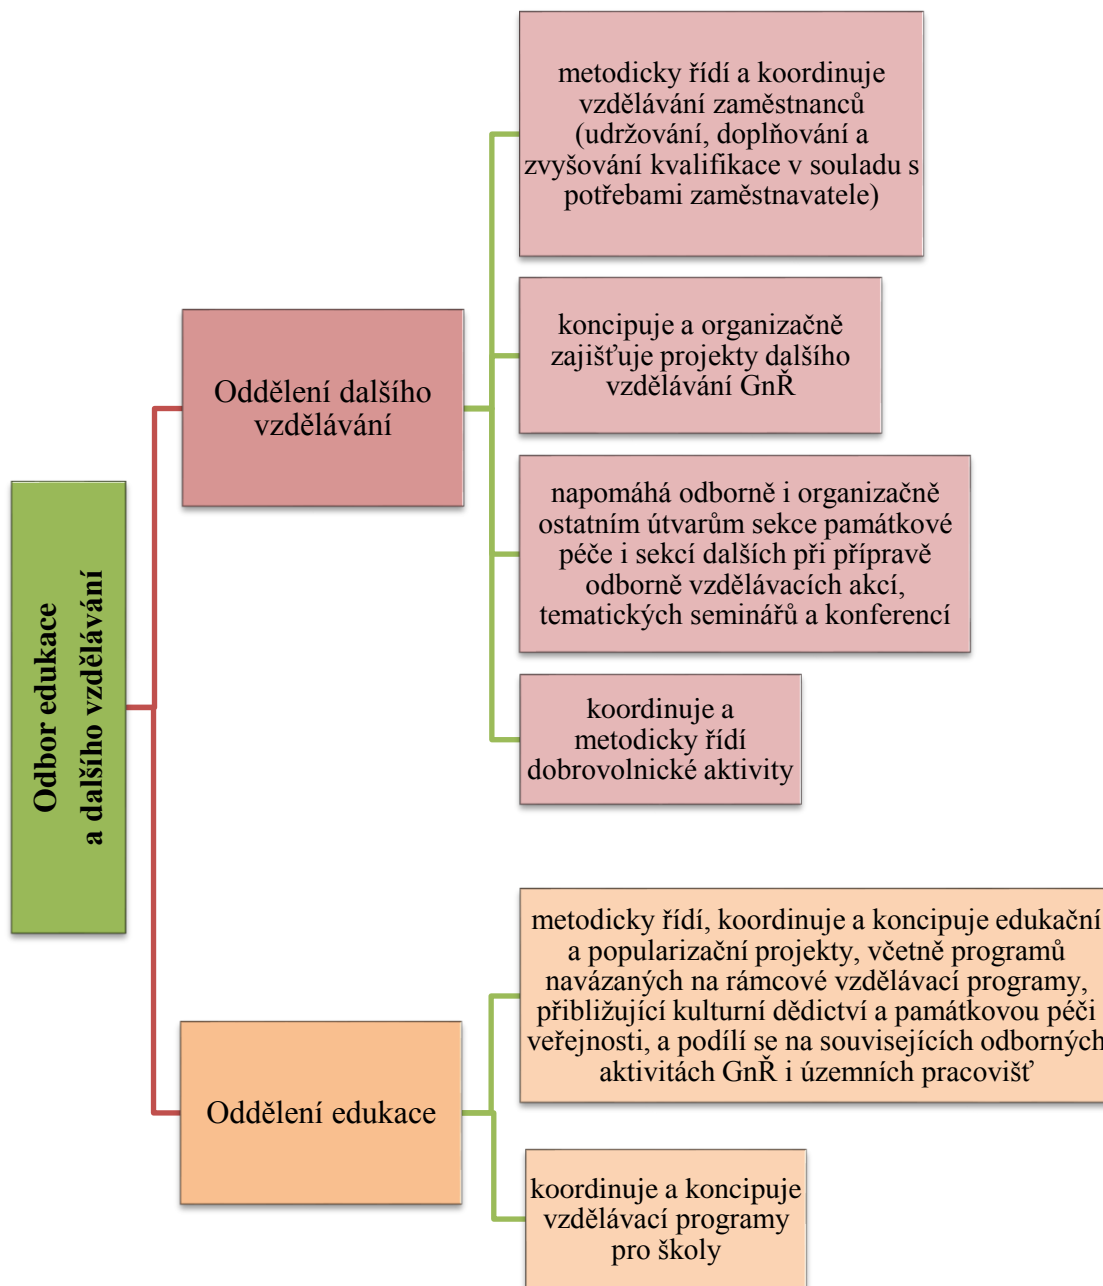 Odbor edukace
a dalšího vzdělávání
Oddělení dalšího
vzdělávání
metodicky řídí a koordinuje
vzdělávání zaměstnanců
(udržování, doplňování a
zvyšování kvalifikace v souladu s
potřebami zaměstnavatele)
koncipuje a organizačně
zajišťuje projekty dalšího
vzdělávání GnŘ
napomáhá odborně i organizačně
ostatním útvarům sekce památkové
péče i sekcí dalších při přípravě
odborně vzdělávacích akcí,
tematických seminářů a konferencí
koordinuje a
metodicky řídí
dobrovolnické aktivity
Oddělení edukace
metodicky řídí, koordinuje a koncipuje edukační
a popularizační projekty, včetně programů
navázaných na rámcové vzdělávací programy,
přibližující kulturní dědictví a památkovou péči
veřejnosti, a podílí se na souvisejících odborných
aktivitách GnŘ i územních pracovišť
koordinuje a koncipuje
vzdělávací programy
pro školy